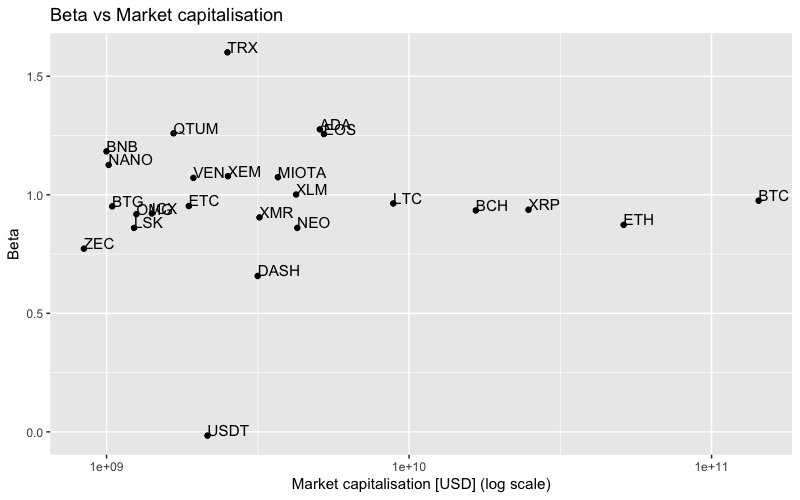 Beta vs Market capitalisation
TRX
1.5
ADA
EOS
QTUM
BNB
NANO
VEN
XEM
MIOTA
XLM
1.0
BTG
OMG
ICX
ETC
LTC
BCH
XRP
BTC
LSK
XMR
NEO
ETH
ZEC
DASH
0.5
USDT
0.0
Beta
1e+09
1e+10
1e+11
Market capitalisation [USD] (log scale)